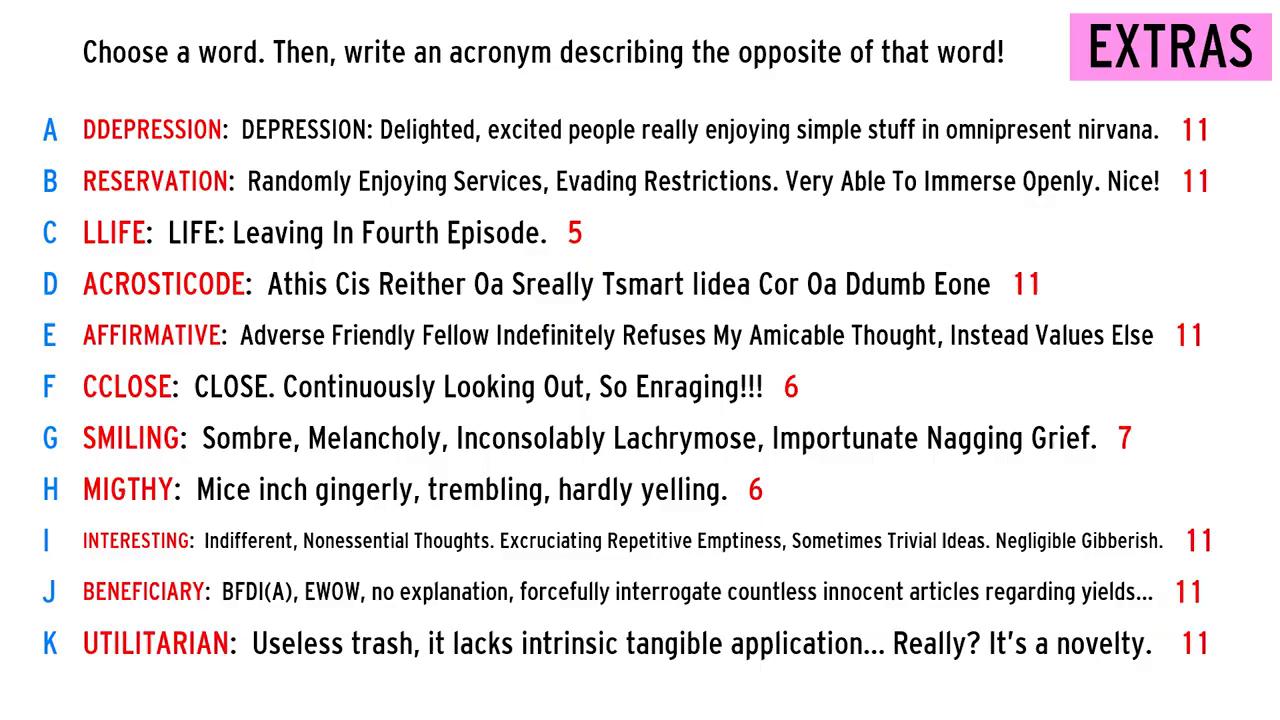 Choose a word. Then, write an acronym describing the opposite of that word!
EXTRAS
A DDEPRESSION: DEPRESSION: Delighted, excited people really enjoying simple stuff in omnipresent nirvana. 11
B RESERVATION: Randomly Enjoying Services, Evading Restrictions. Very Able To Immerse Openly. Nice! 11
C LLIFE: LIFE: Leaving In Fourth Episode. 5
D ACROSTICODE: Athis Cis Reither Oa Sreally Tsmart Iidea Cor Oa Ddumb Eone 11
E AFFIRMATIVE: Adverse Friendly Fellow Indefinitely Refuses My Amicable Thought, Instead Values Else 11
F CCLOSE: CLOSE. Continuously Looking Out, So Enraging!!! 6
G SMILING: Sombre, Melancholy, Inconsolably Lachrymose, Importunate Nagging Grief. 7
H MIGTHY: Mice inch gingerly, trembling, hardly yelling. 6
I INTERESTING: Indifferent, Nonessential Thoughts. Excruciating Repetitive Emptiness, Sometimes Trivial Ideas. Negligible Gibberish. 11
J BENEFICIARY: BFDI(A), EWOW, no explanation, forcefully interrogate countless innocent articles regarding yields... 11
K UTILITARIAN: Useless trash, it lacks intrinsic tangible application... Really? It's a novelty. 11